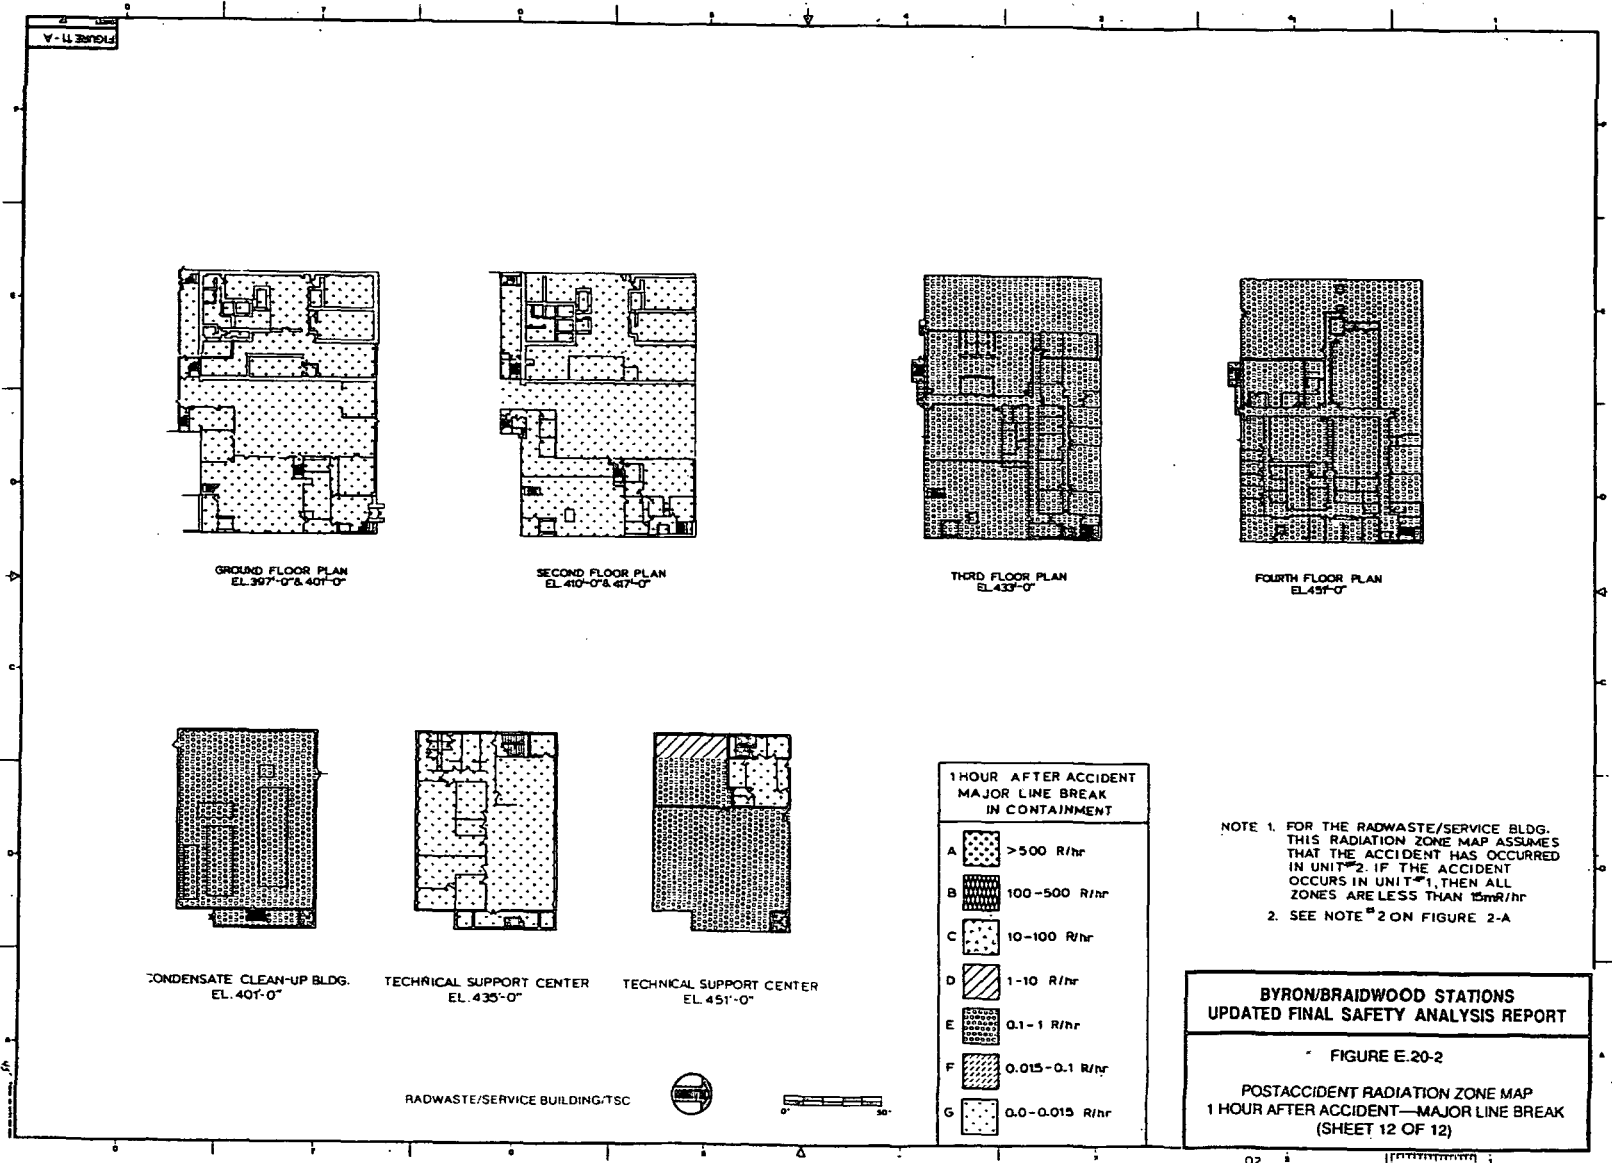 FIGURE 11-A
GROUND FLOOR PLAN
EL.397'-0"& 401'-0"
SECOND FLOOR PLAN
EL.410'-0"& 417'-0"
THIRD FLOOR PLAN
EL.433'-0"
FOURTH FLOOR PLAN
EL.451'-0"
CONDENSATE CLEAN-UP BLDG.
EL.401'-0"
TECHNICAL SUPPORT CENTER
EL.435'-0"
TECHNICAL SUPPORT CENTER
EL.451'-0"
1 HOUR AFTER ACCIDENT
MAJOR LINE BREAK
IN CONTAINMENT
A >500 R/hr
B 100-500 R/hr
C 10-100 R/hr
D 1-10 R/hr
E 0.1-1 R/hr
F 0.015-0.1 R/hr
G 0.0-0.015 R/hr
NOTE 1. FOR THE RADWASTE/SERVICE BLDG.
THIS RADIATION ZONE MAP ASSUMES
THAT THE ACCIDENT HAS OCCURRED
IN UNIT #2. IF THE ACCIDENT
OCCURS IN UNIT #1, THEN ALL
ZONES ARE LESS THAN 15mR/hr
2. SEE NOTE #2 ON FIGURE 2-A
RADWASTE/SERVICE BUILDING/TSC
0' 50'
BYRON/BRAIDWOOD STATIONS
UPDATED FINAL SAFETY ANALYSIS REPORT
FIGURE E.20-2
POSTACCIDENT RADIATION ZONE MAP
1 HOUR AFTER ACCIDENT—MAJOR LINE BREAK
(SHEET 12 OF 12)